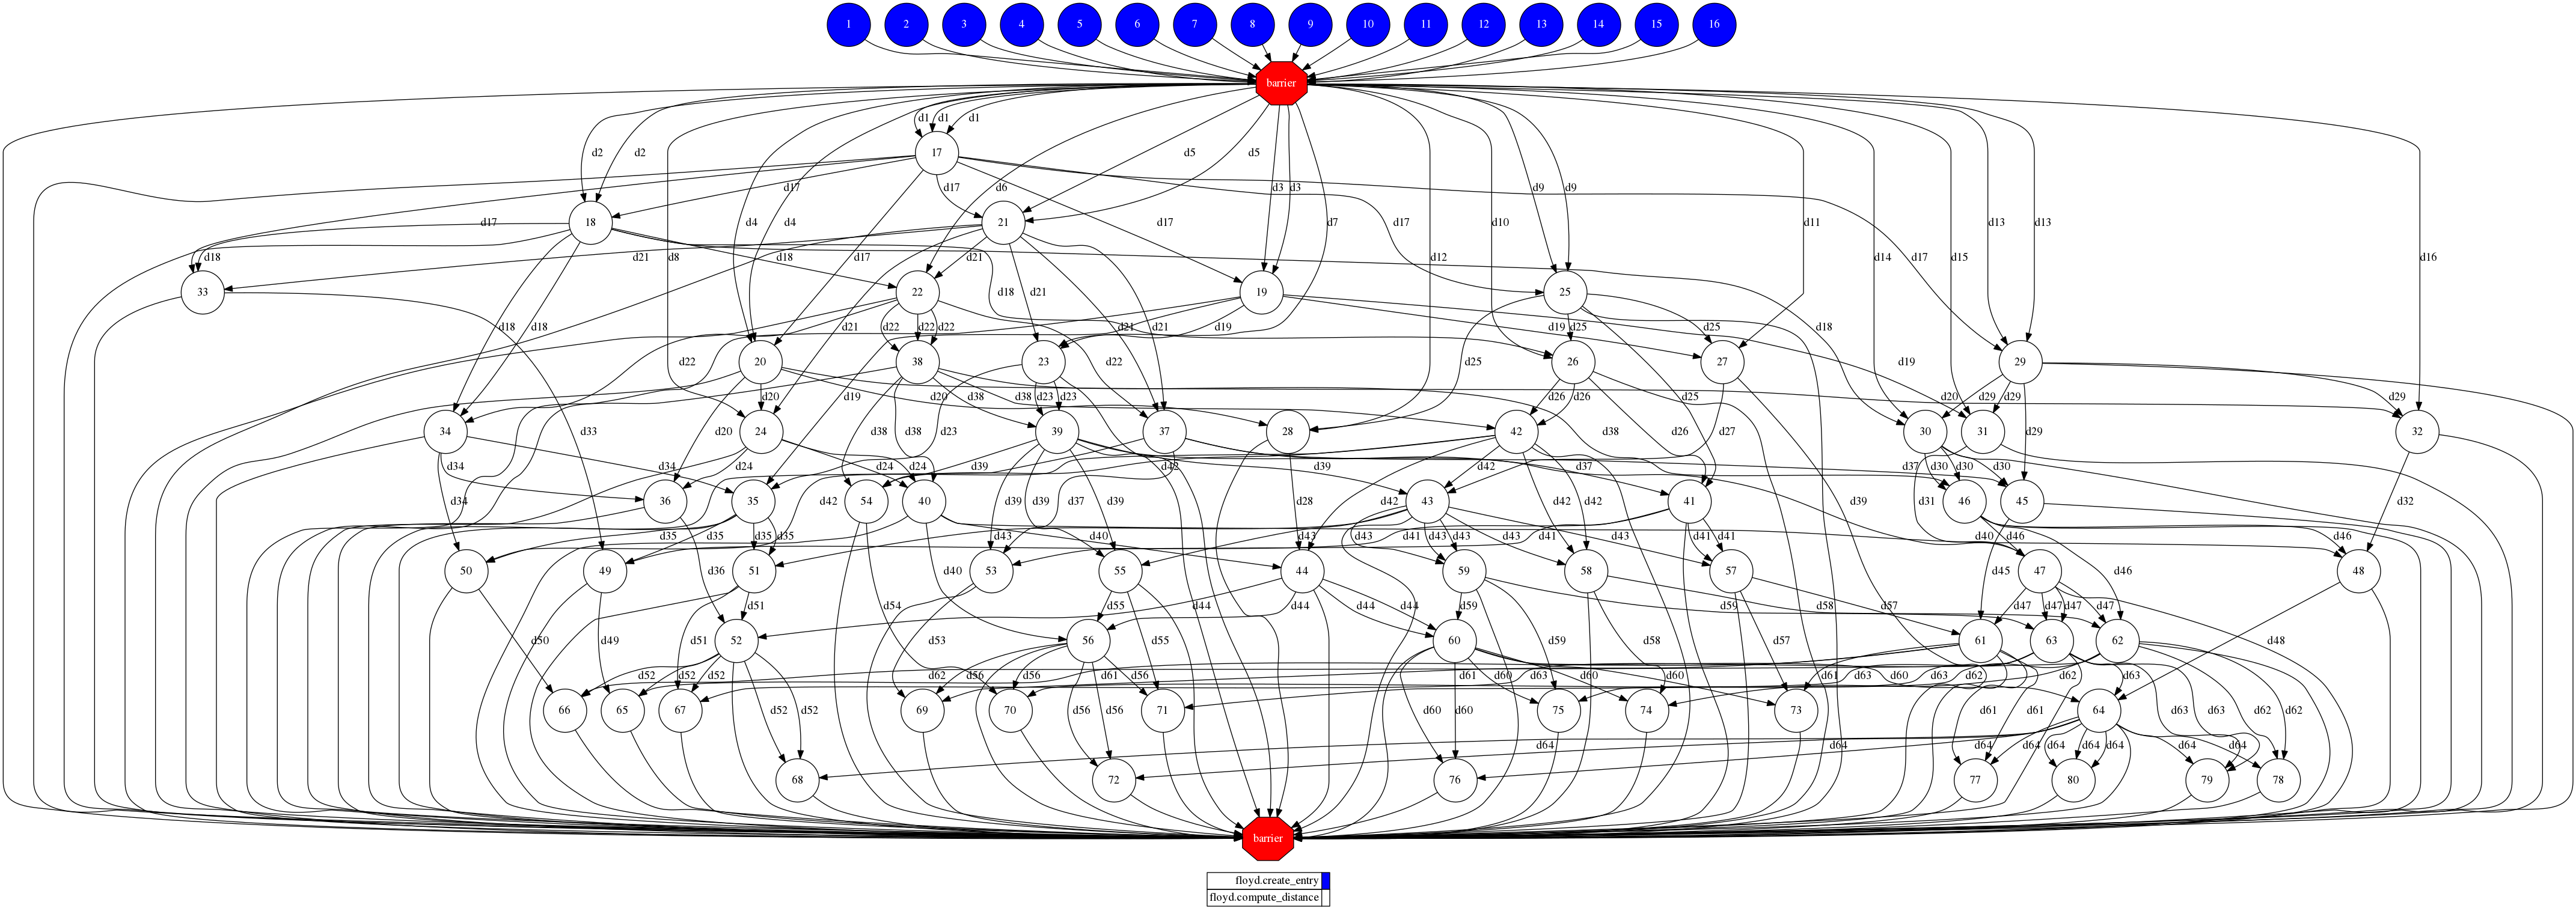 1 2 3 4 5 6 7 8 9 10 11 12 13 14 15 16
barrier
d1 d1 d1
d2 d2 d5 d5 17
d17 d17 d6 d3 d3 d9 d9
d17 18 21 d17 d7 d4 d4 d17 d10 d11 d13 d13
d18 d21 d18 d21 d17 d8 d12 d17 d14 d15 d16
33 22 d18 d21 19 25
d18 d18 d22 d22 d22 d21 d21 d21 d19 d19 d25 d25 d18
d22 20 38 23 d22 d25 26 27 d19 29
d20 d19 d38 d20 d38 d23 d23 d26 d26 d20 d29 d29 d29
34 d33 d20 24 d38 d38 d23 39 37 28 42 d38 d26 d25 d27 30 31 d29 32
d34 d34 d24 d24 d24 d39 d42 d39 d42 d37 d37 d30 d30 d30
d34 36 35 54 40 d42 d39 d39 d37 d39 d28 d42 43 d42 d42 41 d39 d31 46 45 d32
d35 d35 d35 d35 d43 d40 d41 d43 d43 d43 d43 d43 d41 d43 d41 d41 d40 d46 d46
50 49 d36 51 d40 53 55 44 59 58 57 d45 47 d46 48
d50 d49 d51 d51 d54 d53 d55 d55 d44 d44 d44 d44 d59 d59 d59 d58 d58 d57 d57 d47 d47 d47 d47 d48
52 56 60 61 63 62
d52 d52 d52 d62 d61 d56 d56 d56 d61 d63 d60 d60 d60 d63 d62 d61 d60 d63 d62 d63
66 65 67 d52 d52 69 70 d56 d56 71 d60 d60 75 74 73 d61 d61 64 d63 d63 d62 d62
d64 d64 d64 d64 d64 d64 d64 d64
68 72 76 77 80 79 78
barrier
floyd.create_entry
floyd.compute_distance